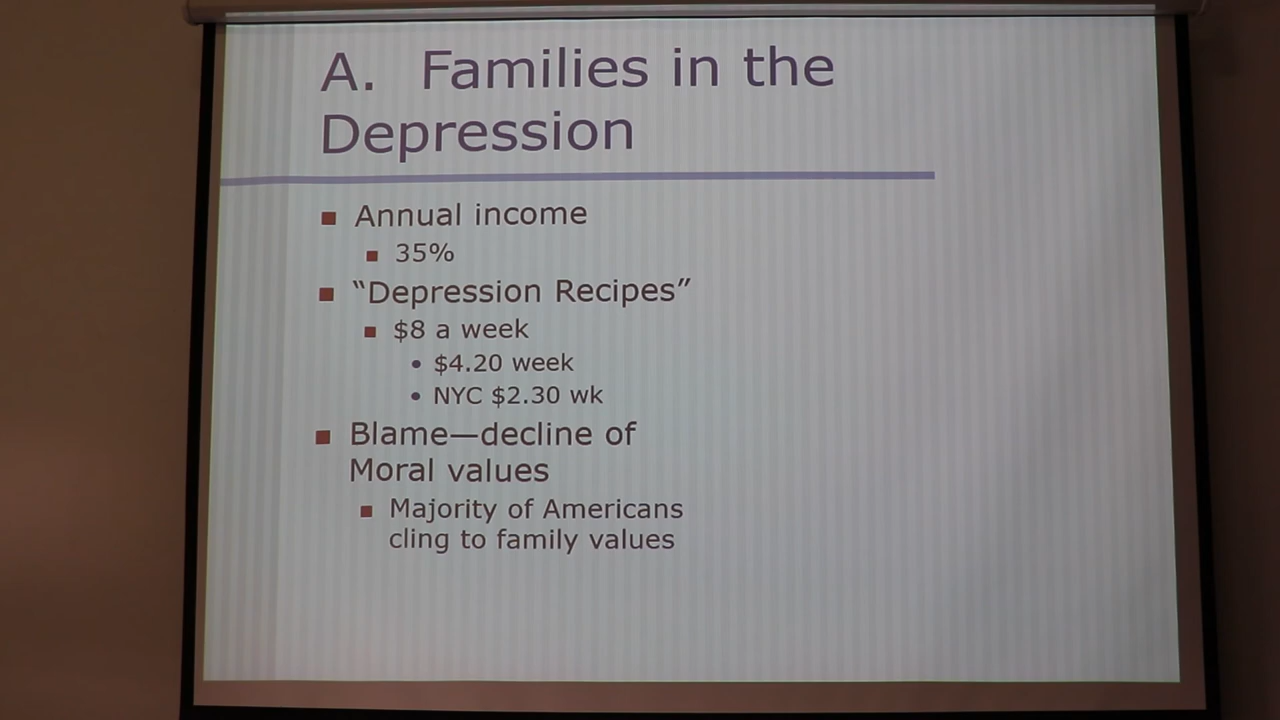 A. Families in the
Depression
Annual income
35%
“Depression Recipes”
$8 a week
$4.20 week
NYC $2.30 wk
Blame—decline of
Moral values
Majority of Americans
cling to family values